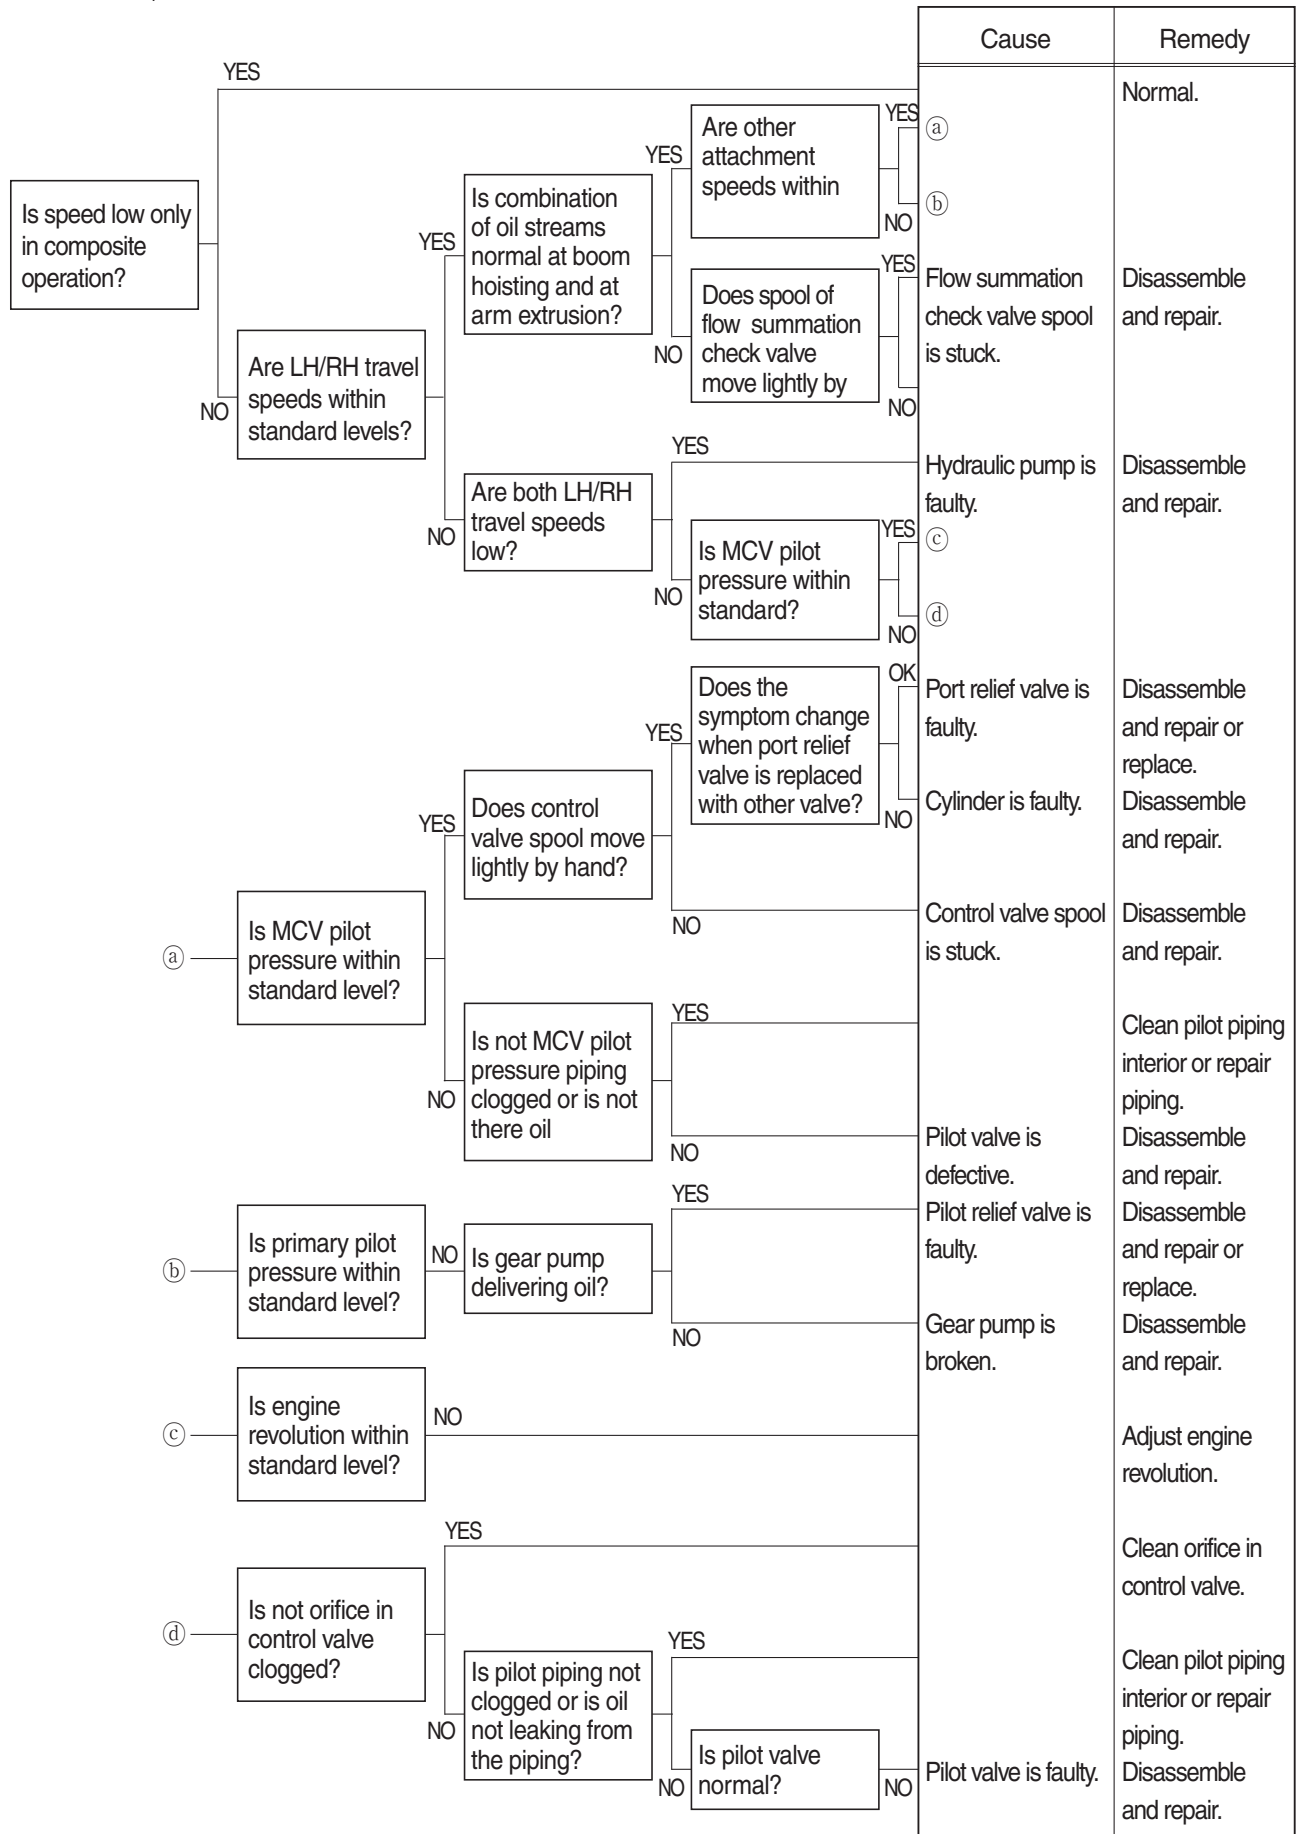 Cause
Remedy
YES
Normal.
Is speed low only
in composite
operation?
NO
Are LH/RH travel
speeds within
standard levels?
YES
Is combination
of oil streams
normal at boom
hoisting and at
arm extrusion?
YES
Are other
attachment
speeds within
YES
ⓐ
ⓑ
NO
NO
Does spool of
flow summation
check valve
move lightly by
YES
Flow summation
check valve spool
is stuck.
Disassemble
and repair.
NO
NO
Are both LH/RH
travel speeds
low?
YES
Hydraulic pump is
faulty.
Disassemble
and repair.
NO
Is MCV pilot
pressure within
standard?
YES
ⓒ
ⓓ
NO
ⓐ
Is MCV pilot
pressure within
standard level?
YES
Does control
valve spool move
lightly by hand?
YES
Does the
symptom change
when port relief
valve is replaced
with other valve?
OK
Port relief valve is
faulty.
Disassemble
and repair or
replace.
NO
Cylinder is faulty.
Disassemble
and repair.
NO
Control valve spool
is stuck.
Disassemble
and repair.
NO
Is not MCV pilot
pressure piping
clogged or is not
there oil
YES
Clean pilot piping
interior or repair
piping.
NO
Pilot valve is
defective.
Disassemble
and repair.
ⓑ
Is primary pilot
pressure within
standard level?
NO
Is gear pump
delivering oil?
YES
Pilot relief valve is
faulty.
Disassemble
and repair or
replace.
NO
Gear pump is
broken.
Disassemble
and repair.
ⓒ
Is engine
revolution within
standard level?
NO
Adjust engine
revolution.
ⓓ
Is not orifice in
control valve
clogged?
YES
Clean orifice in
control valve.
NO
Is pilot piping not
clogged or is oil
not leaking from
the piping?
YES
Clean pilot piping
interior or repair
piping.
NO
Is pilot valve
normal?
NO
Pilot valve is faulty.
Disassemble
and repair.